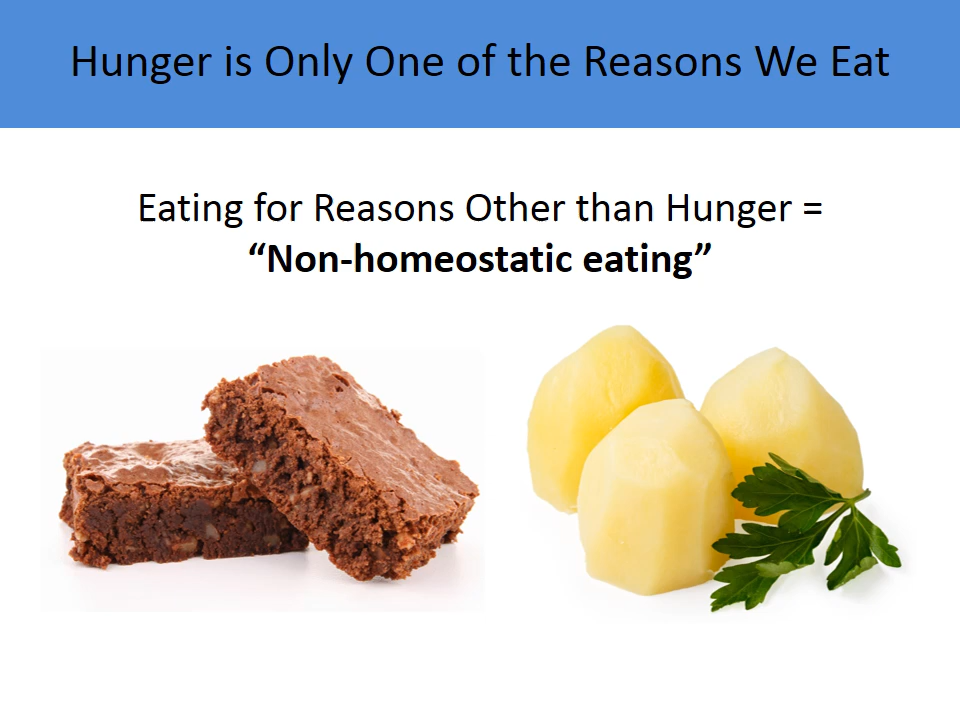 Hunger is Only One of the Reasons We Eat
Eating for Reasons Other than Hunger =
“Non-homeostatic eating”